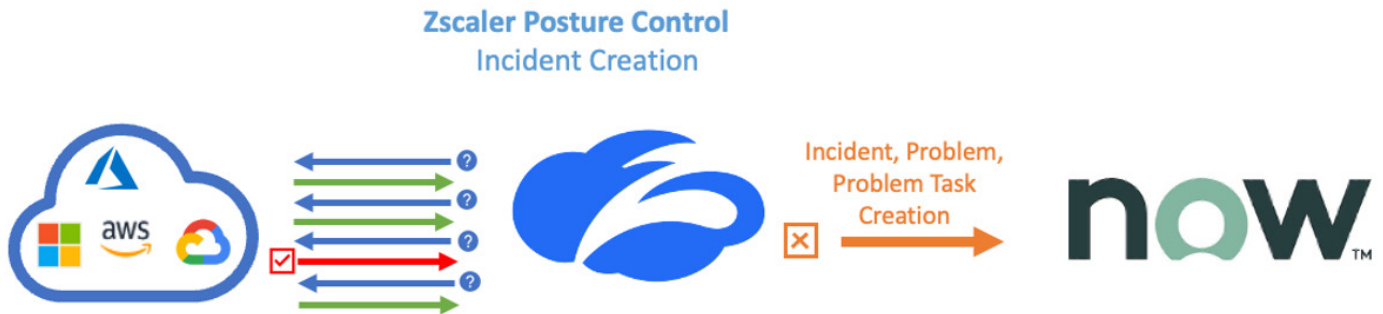 Zscaler Posture Control
Incident Creation
aws
?
?
?
?
Incident, Problem,
Problem Task
Creation
now
TM